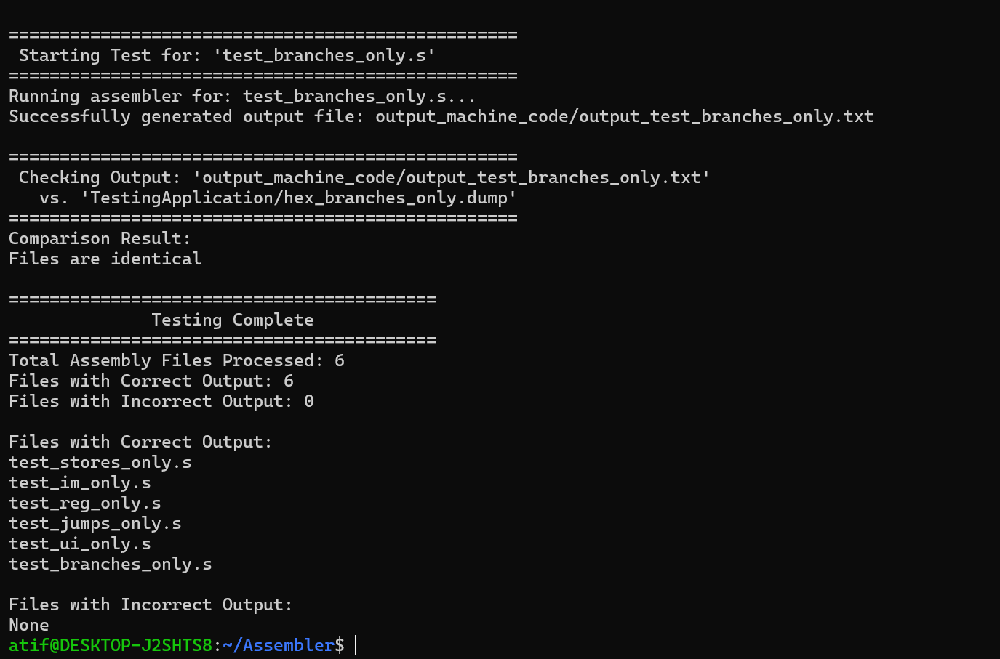 ==================================================
 Starting Test for: 'test_branches_only.s'
==================================================
Running assembler for: test_branches_only.s...
Successfully generated output file: output_machine_code/output_test_branches_only.txt

==================================================
 Checking Output: 'output_machine_code/output_test_branches_only.txt'
   vs. 'TestingApplication/hex_branches_only.dump'
==================================================
Comparison Result:
Files are identical

==========================================
              Testing Complete
==========================================
Total Assembly Files Processed: 6
Files with Correct Output: 6
Files with Incorrect Output: 0

Files with Correct Output:
test_stores_only.s
test_im_only.s
test_reg_only.s
test_jumps_only.s
test_ui_only.s
test_branches_only.s

Files with Incorrect Output:
None
atif@DESKTOP-J2SHTS8:~/Assembler$